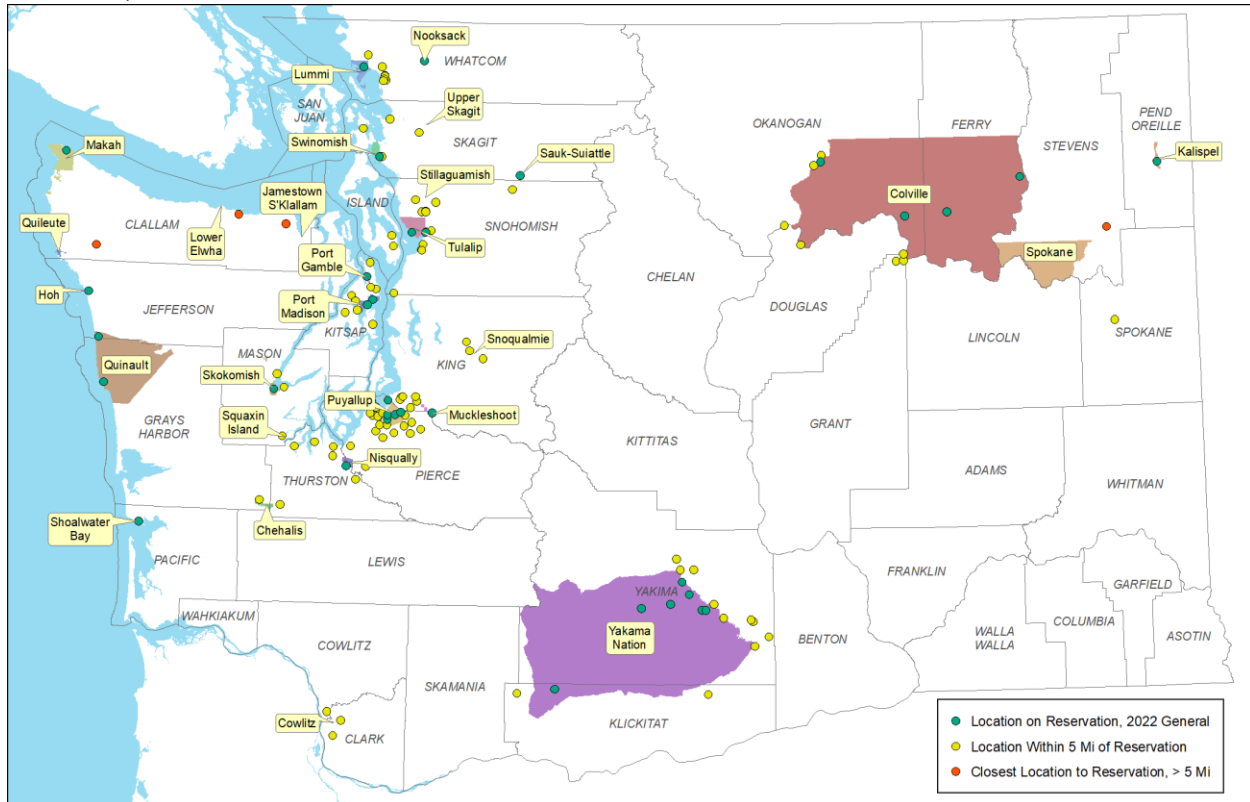 Nooksack
WHATCOM
Lummi
SAN
JUAN
Upper
Skagit
SKAGIT
OKANOGAN
FERRY
STEVENS
PEND
OREILLE
Makah
Swinomish
Sauk-Suiattle
Kalispel
Stillaguamish
Colville
Jamestown
S'Klallam
ISLAND
CLALLAM
Quileute
Lower
Elwha
SNOHOMISH
Tulalip
Port
Gamble
Spokane
CHELAN
Hoh
JEFFERSON
Port
Madison
KITSAP
DOUGLAS
LINCOLN
SPOKANE
Snoqualmie
MASON
KING
Quinault
Skokomish
Puyallup
Muckleshoot
GRAYS
HARBOR
Squaxin
Island
KITTITAS
GRANT
ADAMS
WHITMAN
Nisqually
THURSTON
PIERCE
Shoalwater
Bay
Chehalis
PACIFIC
LEWIS
FRANKLIN
GARFIELD
YAKIMA
WAHKIAKUM
Yakama
Nation
BENTON
WALLA
WALLA
COLUMBIA
ASOTIN
COWLITZ
SKAMANIA
KLICKITAT
Cowlitz
CLARK
Location on Reservation, 2022 General
Location Within 5 Mi of Reservation
Closest Location to Reservation, > 5 Mi